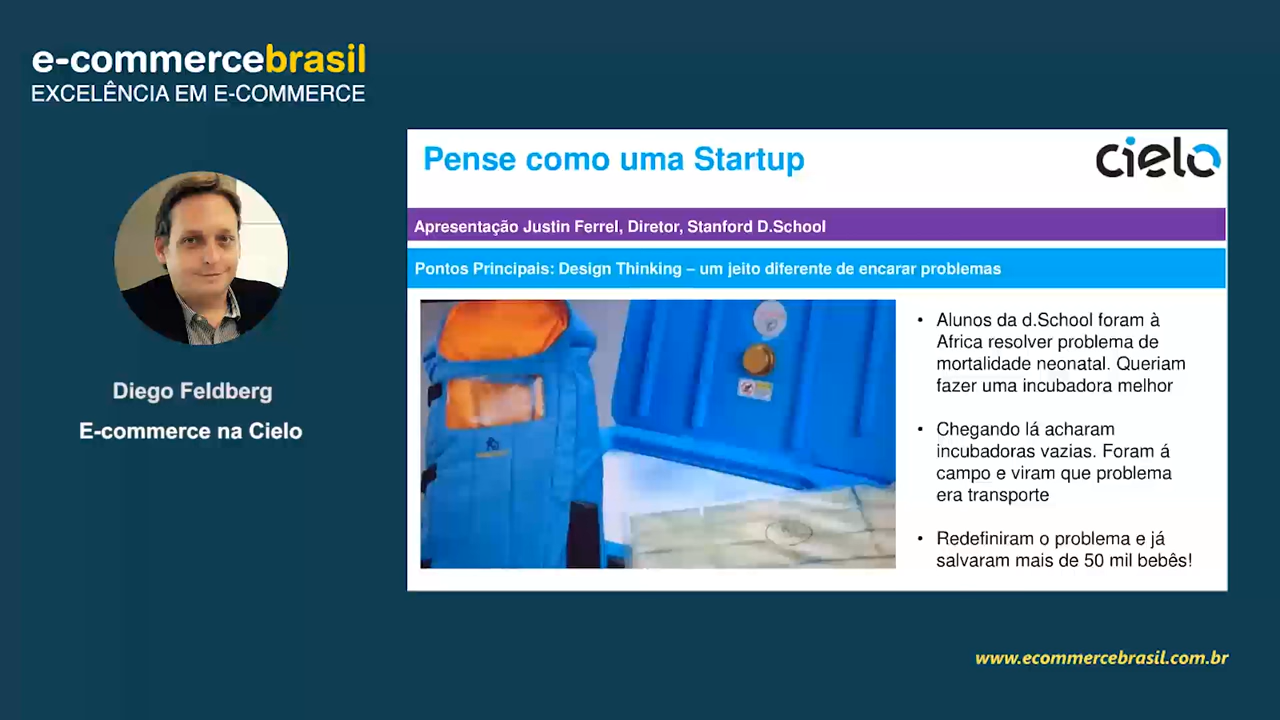 e-commercebrasil
EXCELÊNCIA EM E-COMMERCE
Diego Feldberg
E-commerce na Cielo
Pense como uma Startup
cielo
Apresentação Justin Ferrel, Diretor, Stanford D.School
Pontos Principais: Design Thinking – um jeito diferente de encarar problemas
• Alunos da d.School foram à
Africa resolver problema de
mortalidade neonatal. Queriam
fazer uma incubadora melhor
• Chegando lá acharam
incubadoras vazias. Foram á
campo e viram que problema
era transporte
• Redefiniram o problema e já
salvaram mais de 50 mil bebês!
www.ecommercebrasil.com.br